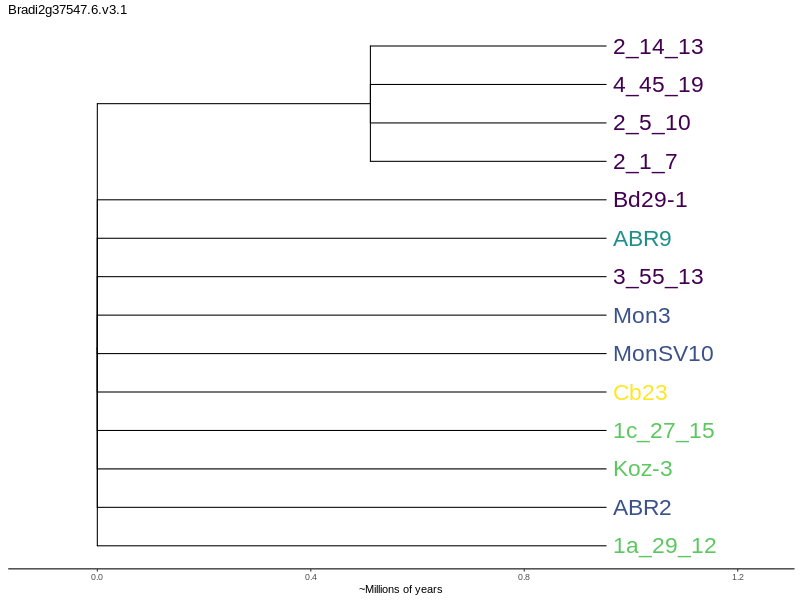 Bradi2g37547.6.v3.1
2_14_13
4_45_19
2_5_10
2_1_7
Bd29-1
ABR9
3_55_13
Mon3
MonSV10
Cb23
1c_27_15
Koz-3
ABR2
1a_29_12
0.0 0.4 0.8 1.2
~Millions of years